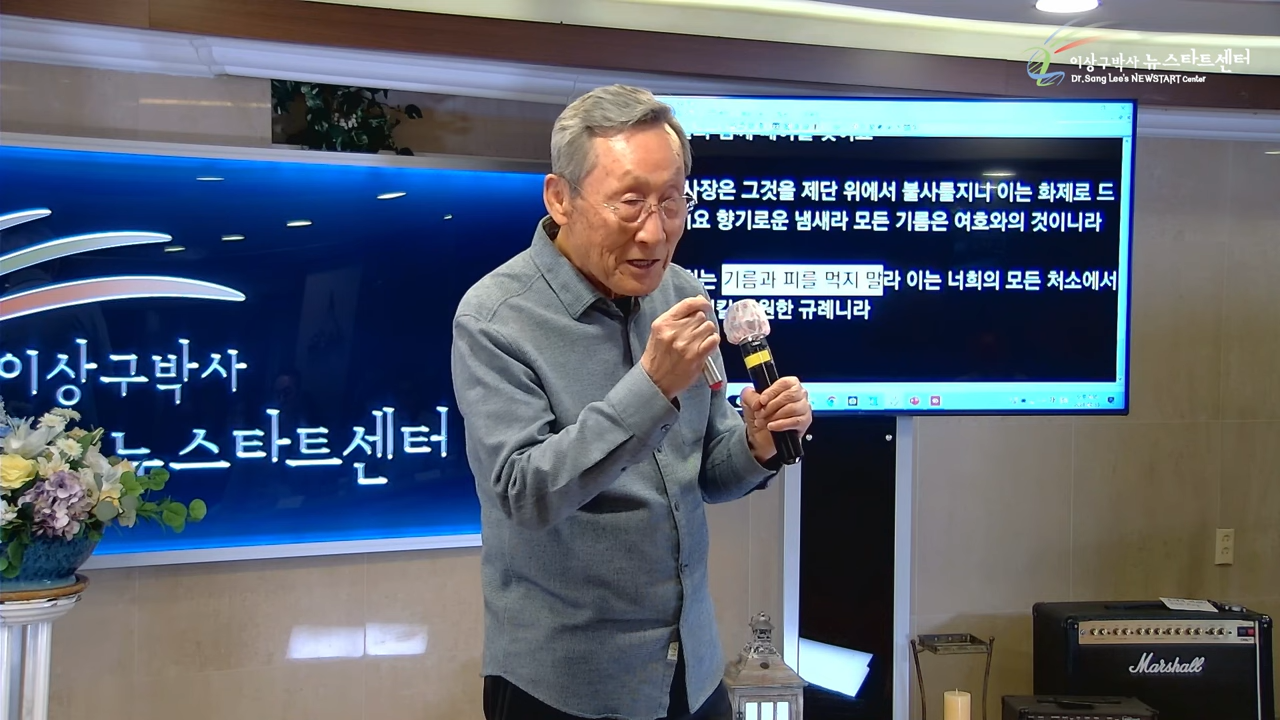 이상구박사 뉴스타트센터
Dr. Sang Lee's NEWSTART Center
사장은 그것을 제단 위에서 불사를지니 이는 화제로 드
요 향기로운 냄새라 모든 기름은 여호와의 것이니라
는 기름과 피를 먹지 말라 이는 너희의 모든 처소에서
원한 규례니라
이상구박사
뉴스타트센터
Marshall